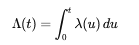 Λ(t) = ∫₀ᵗ λ(u) du